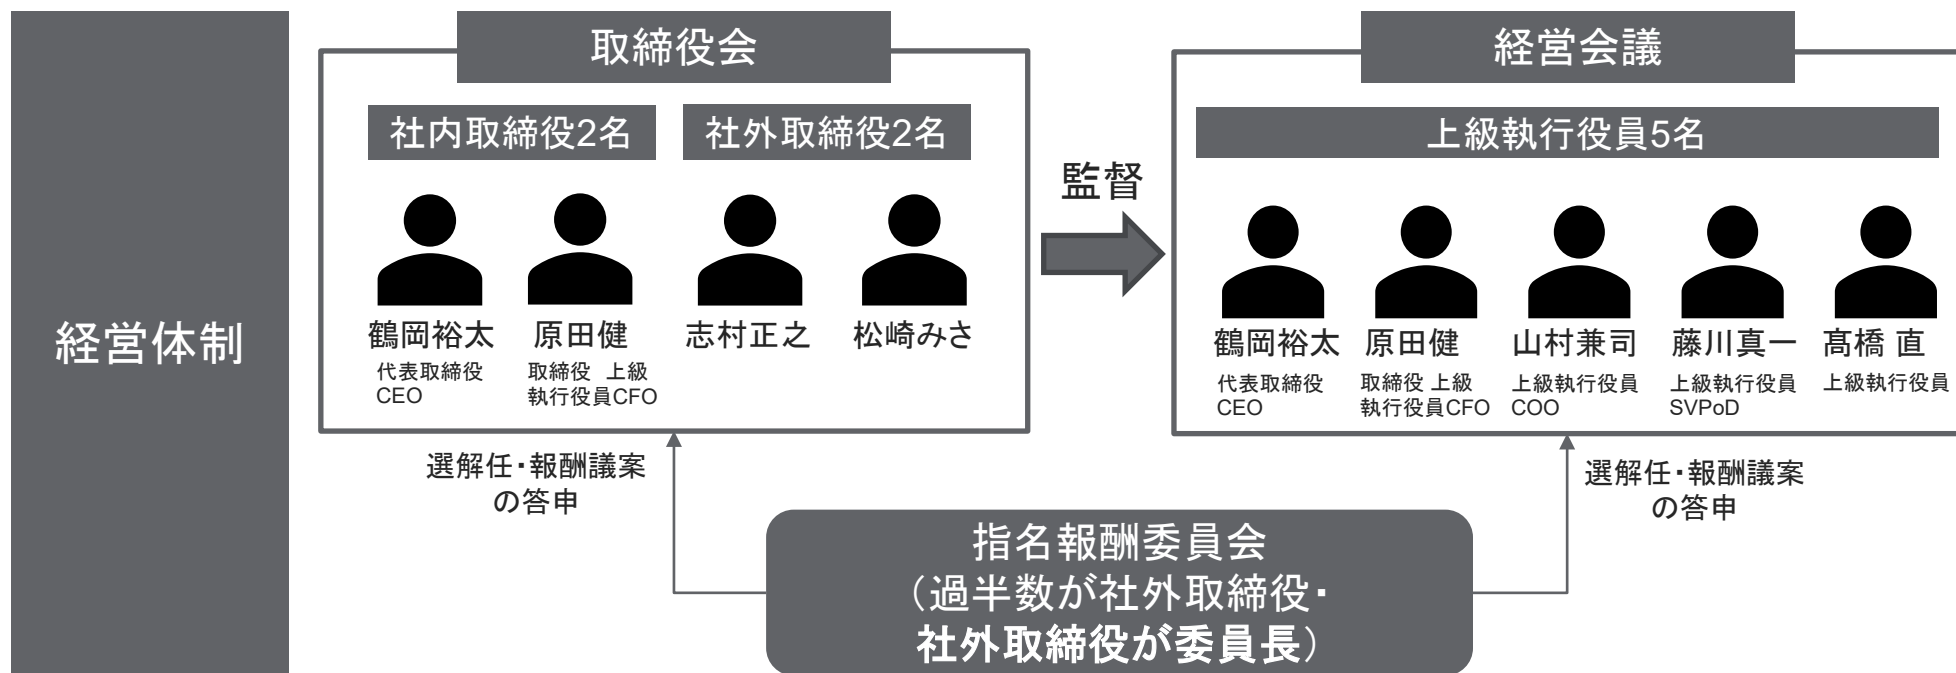 経営体制
取締役会
社内取締役2名
社外取締役2名
鶴岡裕太
代表取締役
CEO
原田健
取締役 上級
執行役員CFO
志村正之
松崎みさ
監督
経営会議
上級執行役員5名
鶴岡裕太
代表取締役
CEO
原田健
取締役 上級
執行役員CFO
山村兼司
上級執行役員
COO
藤川真一
上級執行役員
SVPoD
髙橋 直
上級執行役員
選解任・報酬議案
の答申
選解任・報酬議案
の答申
指名報酬委員会
（過半数が社外取締役・
社外取締役が委員長）